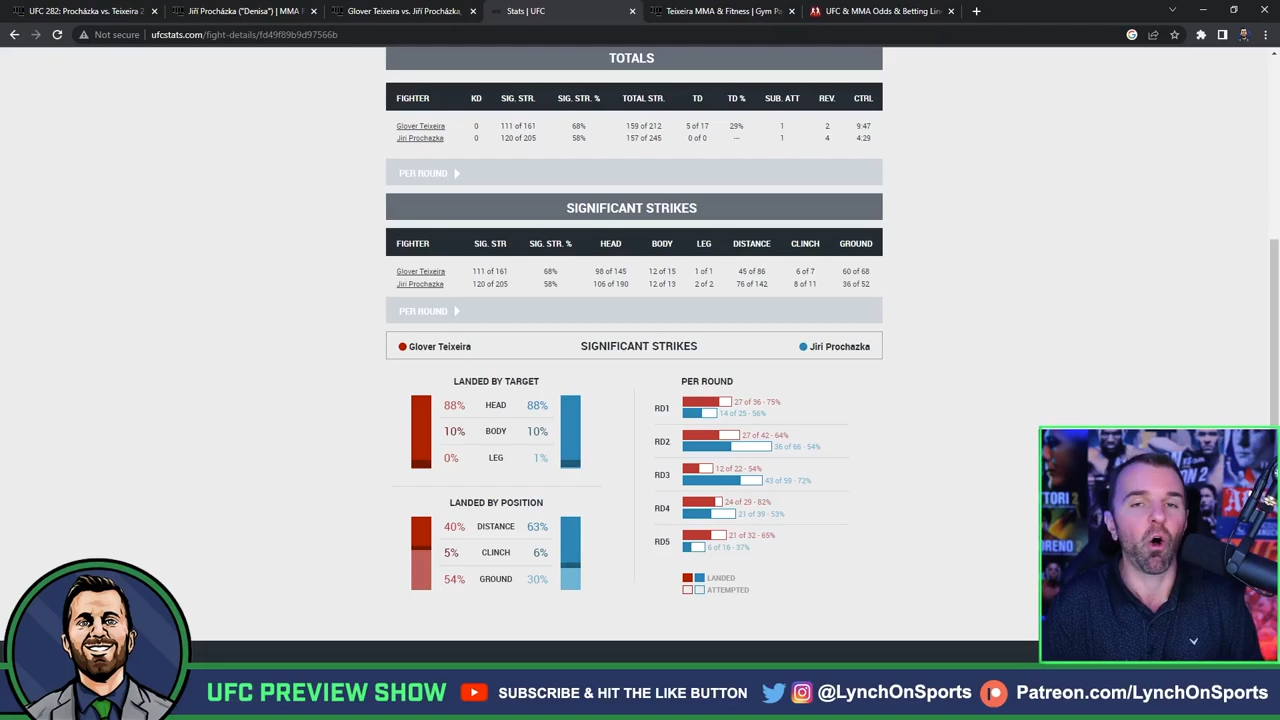 UFC 282: Procházka vs. Teixeira 2
Jiří Procházka ("Denisa") | MMA F
Glover Teixeira vs. Jiří Procházka,
Stats | UFC
Teixeira MMA & Fitness | Gym Pa
UFC & MMA Odds & Betting Lin
Not secure | ufcstats.com/fight-details/fd49f89b9d97566b
TOTALS
FIGHTER KD SIG. STR. SIG. STR. % TOTAL STR. TD TD % SUB. ATT REV. CTRL
Glover Teixeira 0 111 of 161 68% 159 of 212 5 of 17 29% 1 2 9:47
Jiri Prochazka 0 120 of 205 58% 157 of 245 0 of 0 --- 1 4 4:29
PER ROUND
SIGNIFICANT STRIKES
FIGHTER SIG. STR SIG. STR. % HEAD BODY LEG DISTANCE CLINCH GROUND
Glover Teixeira 111 of 161 68% 98 of 145 12 of 15 1 of 1 45 of 86 6 of 7 60 of 68
Jiri Prochazka 120 of 205 58% 106 of 190 12 of 13 2 of 2 76 of 142 8 of 11 36 of 52
PER ROUND
Glover Teixeira SIGNIFICANT STRIKES Jiri Prochazka
LANDED BY TARGET
88% HEAD 88%
10% BODY 10%
0% LEG 1%
LANDED BY POSITION
40% DISTANCE 63%
5% CLINCH 6%
54% GROUND 30%
PER ROUND
RD1 27 of 36 - 75%
14 of 25 - 56%
RD2 27 of 42 - 64%
36 of 66 - 54%
RD3 12 of 22 - 54%
43 of 59 - 72%
RD4 24 of 29 - 82%
21 of 39 - 53%
RD5 21 of 32 - 65%
6 of 16 - 37%
LANDED
ATTEMPTED
TORI 2
ORENO 2
UFC PREVIEW SHOW SUBSCRIBE & HIT THE LIKE BUTTON @LynchOnSports Patreon.com/LynchOnSports